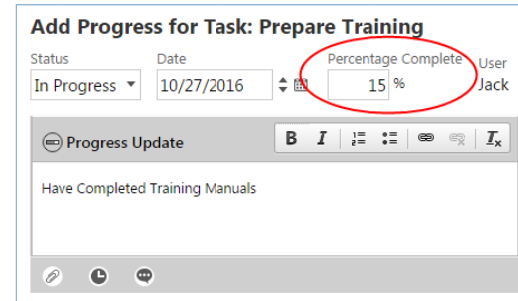 Add Progress for Task: Prepare Training
Status Date Percentage Complete User
In Progress 10/27/2016 15 % Jack
Progress Update B I Ix
Have Completed Training Manuals